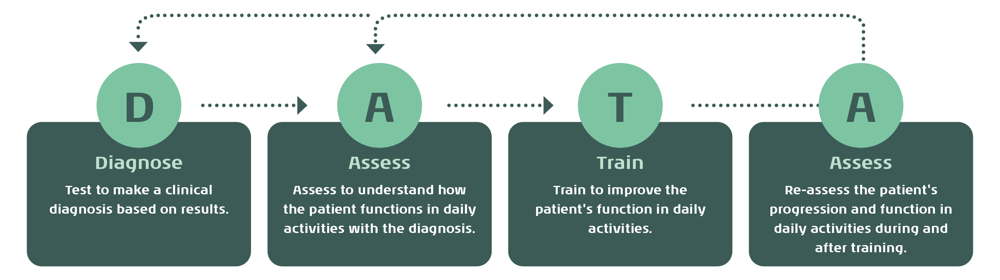 D
Diagnose
Test to make a clinical
diagnosis based on results.
A
Assess
Assess to understand how
the patient functions in daily
activities with the diagnosis.
T
Train
Train to improve the
patient's function in daily
activities.
A
Assess
Re-assess the patient's
progression and function in
daily activities during and
after training.